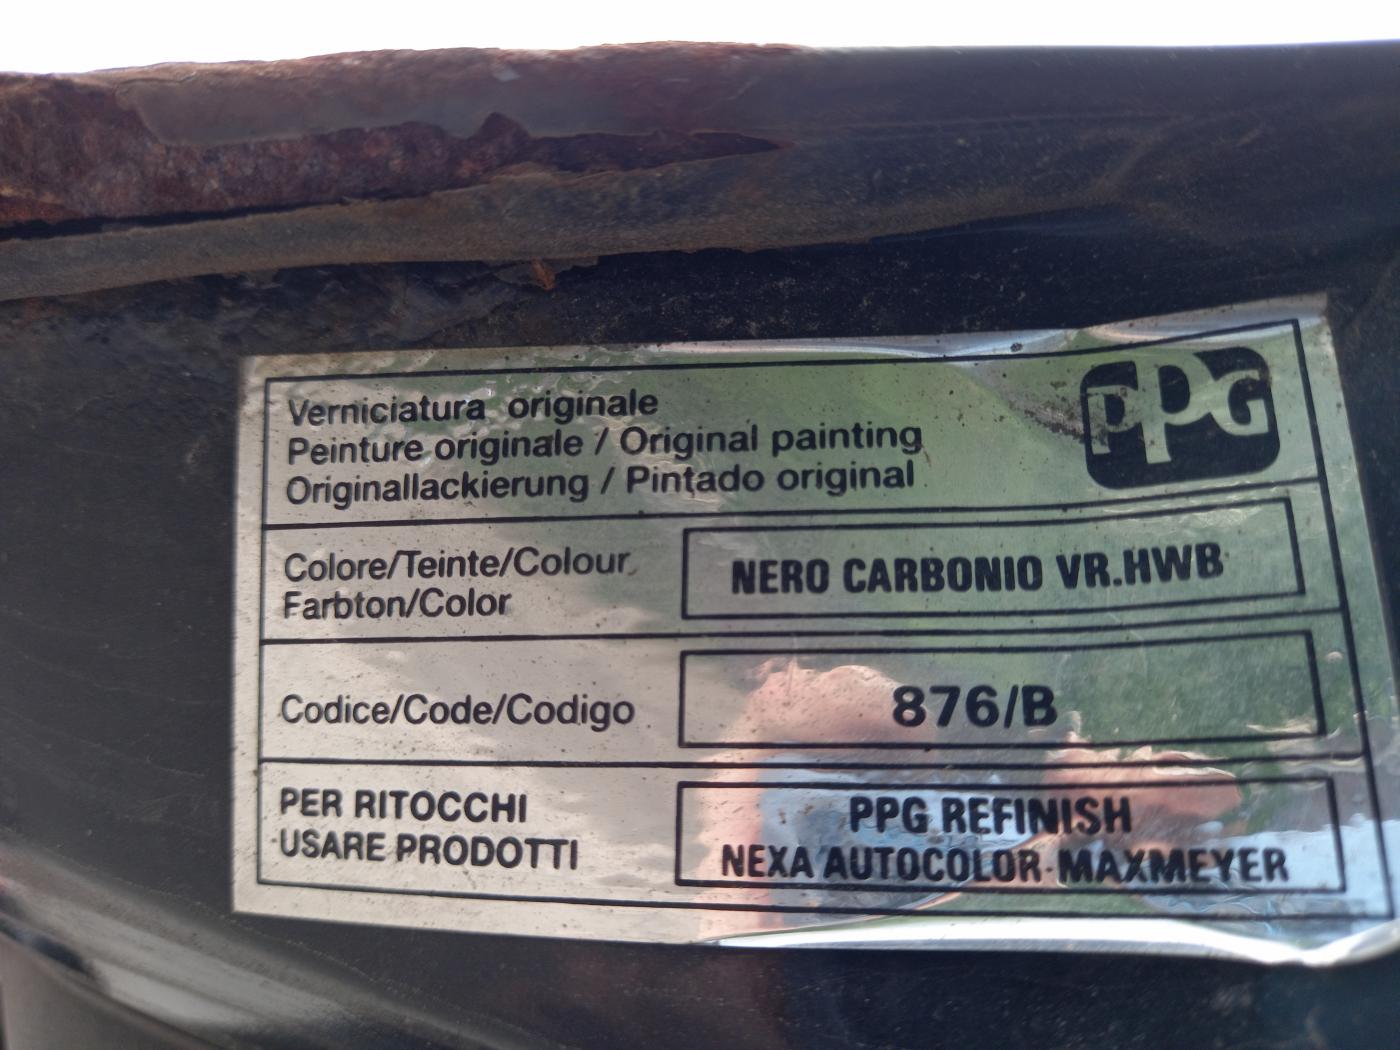 Verniciatura originale
PPG
Peinture originale / Original painting
Originallackierung / Pintado original
Colore/Teinte/Colour
Farbton/Color
NERO CARBONIO VR.HWB
Codice/Code/Codigo
876/B
PER RITOCCHI
USARE PRODOTTI
PPG REFINISH
NEXA AUTOCOLOR-MAXMEYER